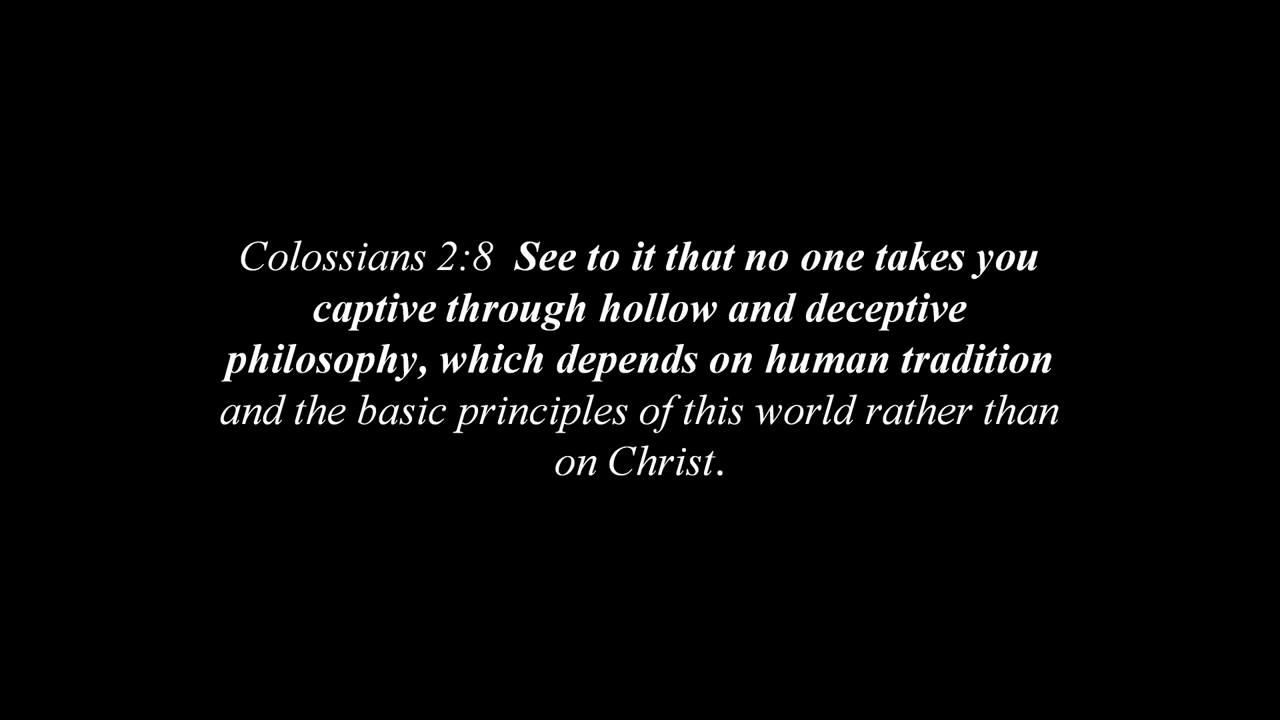 Colossians 2:8  See to it that no one takes you
captive through hollow and deceptive
philosophy, which depends on human tradition
and the basic principles of this world rather than
on Christ.